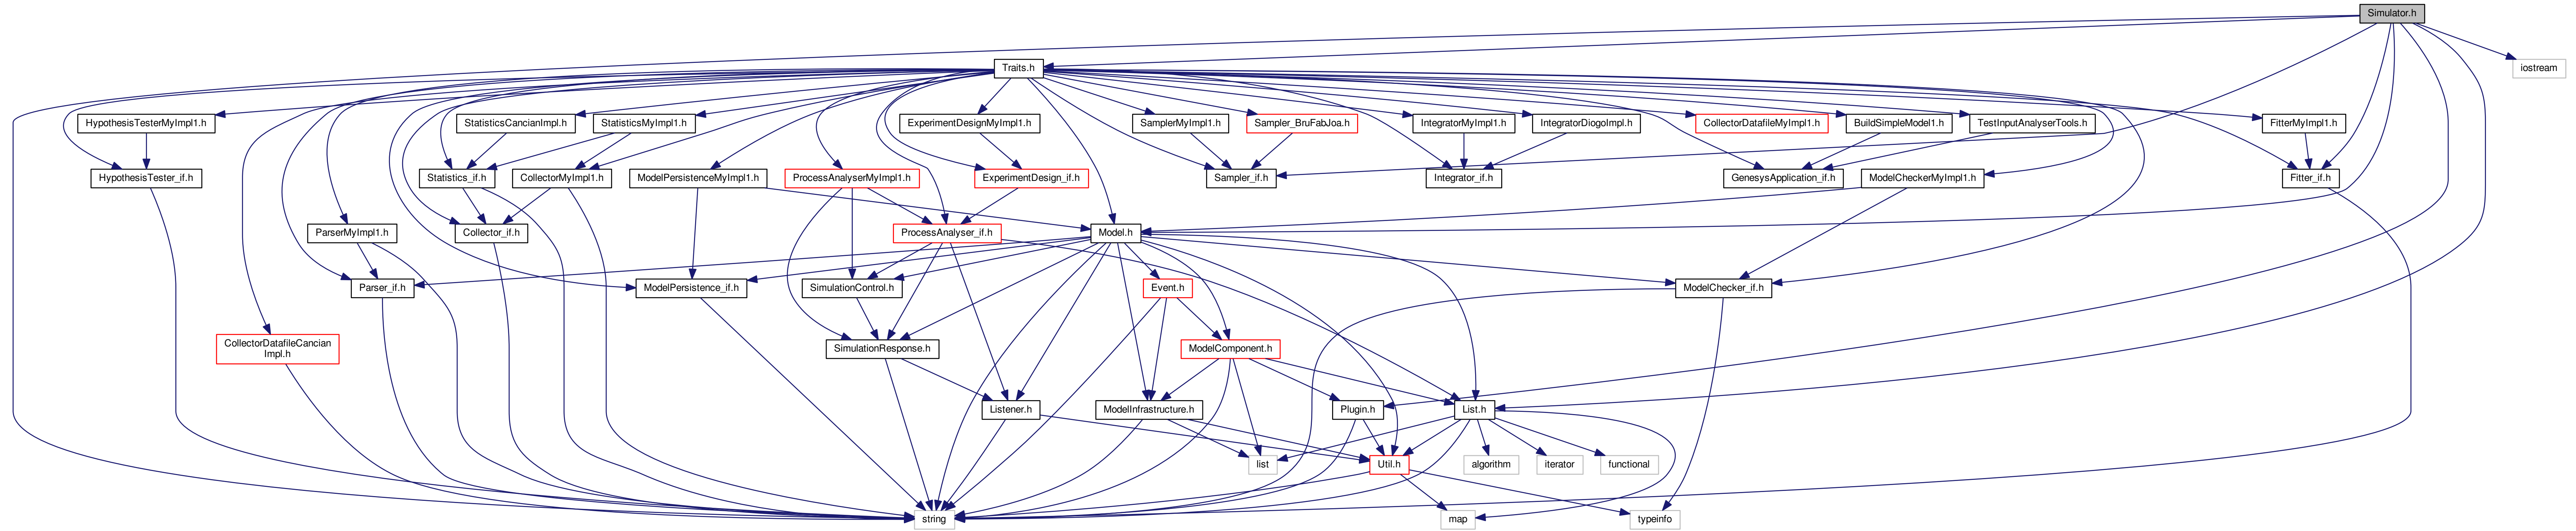 Simulator.h
Traits.h
iostream
HypothesisTesterMyImpl1.h
StatisticsCancianImpl.h
StatisticsMyImpl1.h
ExperimentDesignMyImpl1.h
SamplerMyImpl1.h
Sampler_BruFabJoa.h
IntegratorMyImpl1.h
IntegratorDiogoImpl.h
CollectorDatafileMyImpl1.h
BuildSimpleModel1.h
TestInputAnalyserTools.h
FitterMyImpl1.h
HypothesisTester_if.h
Statistics_if.h
CollectorMyImpl1.h
ModelPersistenceMyImpl1.h
ProcessAnalyserMyImpl1.h
ExperimentDesign_if.h
Sampler_if.h
Integrator_if.h
GenesysApplication_if.h
ModelCheckerMyImpl1.h
Fitter_if.h
ParserMyImpl1.h
Collector_if.h
ProcessAnalyser_if.h
Model.h
Parser_if.h
ModelPersistence_if.h
SimulationControl.h
Event.h
ModelChecker_if.h
CollectorDatafileCancian
Impl.h
SimulationResponse.h
ModelComponent.h
Listener.h
ModelInfrastructure.h
Plugin.h
List.h
list
Util.h
algorithm
iterator
functional
string
map
typeinfo